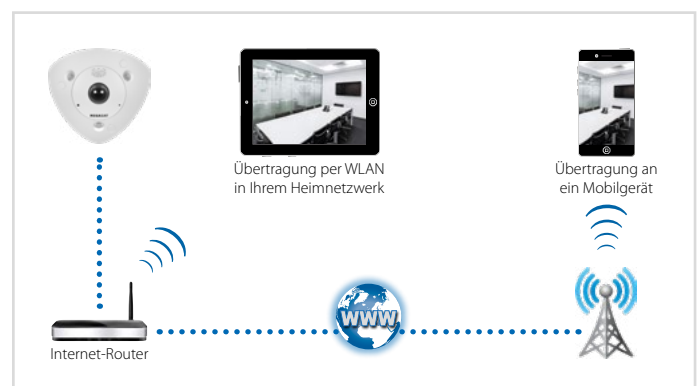 Übertragung per WLAN
in Ihrem Heimnetzwerk
Übertragung an
ein Mobilgerät
WWW
Internet-Router